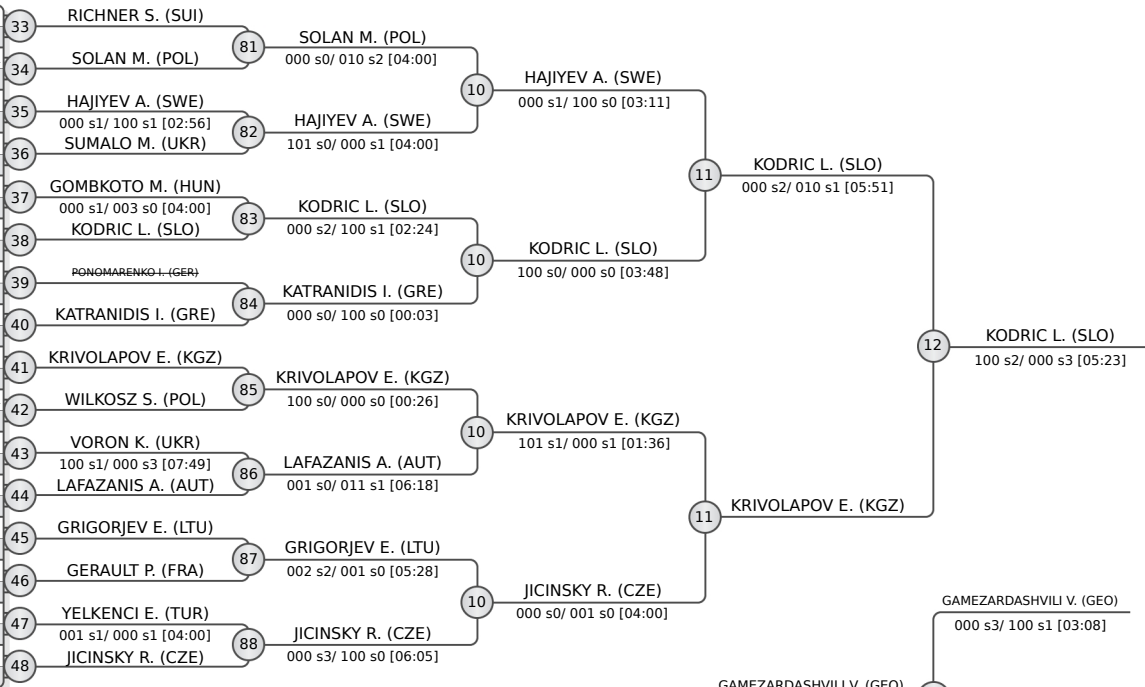 33
RICHNER S. (SUI)
34
SOLAN M. (POL)
81
SOLAN M. (POL)
000 s0/ 010 s2 [04:00]
35
HAJIYEV A. (SWE)
000 s1/ 100 s1 [02:56]
36
SUMALO M. (UKR)
82
HAJIYEV A. (SWE)
101 s0/ 000 s1 [04:00]
10
HAJIYEV A. (SWE)
000 s1/ 100 s0 [03:11]
37
GOMBKOTO M. (HUN)
000 s1/ 003 s0 [04:00]
38
KODRIC L. (SLO)
83
KODRIC L. (SLO)
000 s2/ 100 s1 [02:24]
39
PONOMARENKO I. (GER)
40
KATRANIDIS I. (GRE)
84
KATRANIDIS I. (GRE)
000 s0/ 100 s0 [00:03]
10
KODRIC L. (SLO)
100 s0/ 000 s0 [03:48]
11
KODRIC L. (SLO)
000 s2/ 010 s1 [05:51]
41
KRIVOLAPOV E. (KGZ)
42
WILKOSZ S. (POL)
85
KRIVOLAPOV E. (KGZ)
100 s0/ 000 s0 [00:26]
43
VORON K. (UKR)
100 s1/ 000 s3 [07:49]
44
LAFAZANIS A. (AUT)
86
LAFAZANIS A. (AUT)
001 s0/ 011 s1 [06:18]
10
KRIVOLAPOV E. (KGZ)
101 s1/ 000 s1 [01:36]
45
GRIGORJEV E. (LTU)
46
GERAULT P. (FRA)
87
GRIGORJEV E. (LTU)
002 s2/ 001 s0 [05:28]
47
YELKENCI E. (TUR)
001 s1/ 000 s1 [04:00]
48
JICINSKY R. (CZE)
88
JICINSKY R. (CZE)
000 s3/ 100 s0 [06:05]
10
JICINSKY R. (CZE)
000 s0/ 001 s0 [04:00]
11
KRIVOLAPOV E. (KGZ)
12
KODRIC L. (SLO)
100 s2/ 000 s3 [05:23]
GAMEZARDASHVILI V. (GEO)
000 s3/ 100 s1 [03:08]
GAMEZARDASHVILI V. (GEO)